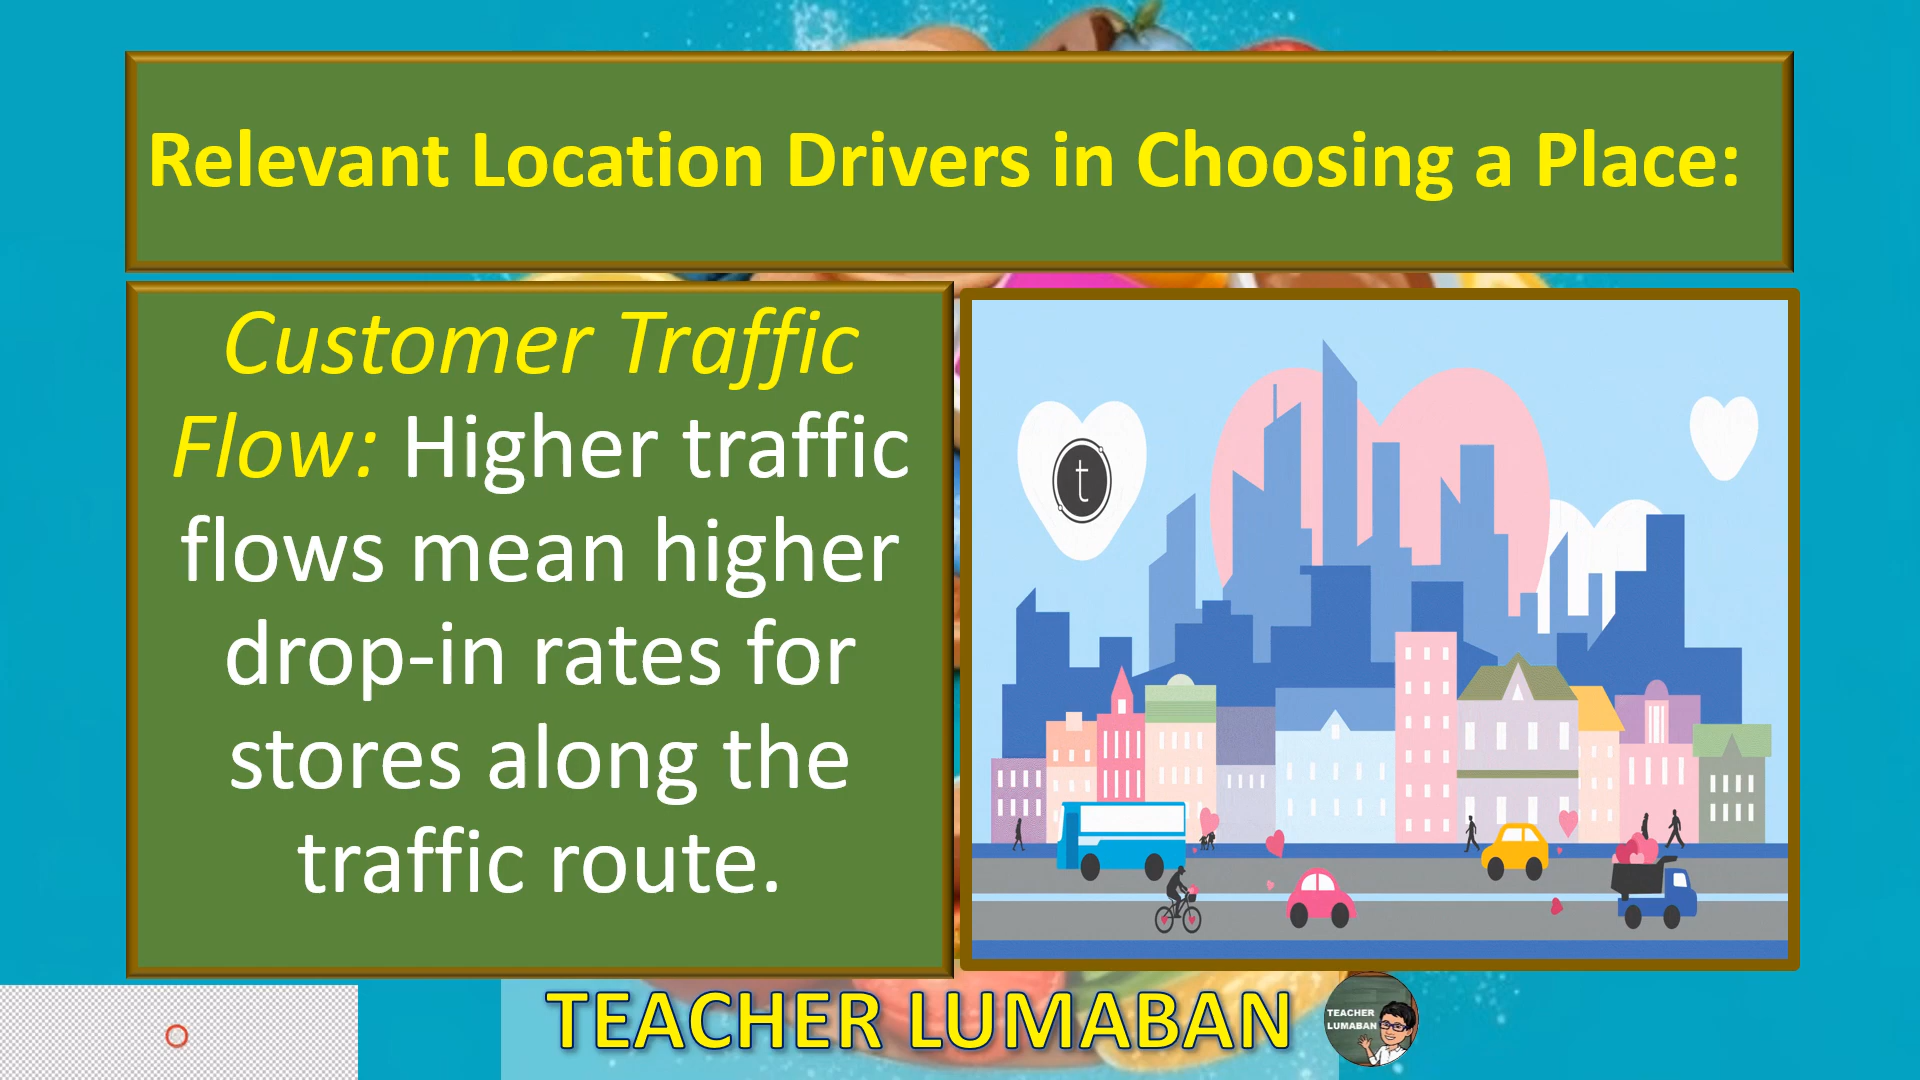 Relevant Location Drivers in Choosing a Place:
Customer Traffic
Flow: Higher traffic
flows mean higher
drop-in rates for
stores along the
traffic route.
t
TEACHER LUMABAN
TEACHER
LUMABAN